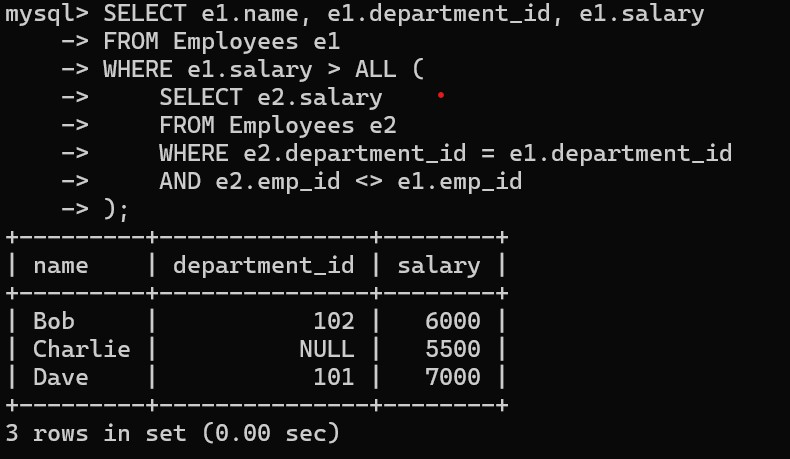 mysql> SELECT e1.name, e1.department_id, e1.salary
    -> FROM Employees e1
    -> WHERE e1.salary > ALL (
    ->     SELECT e2.salary
    ->     FROM Employees e2
    ->     WHERE e2.department_id = e1.department_id
    ->     AND e2.emp_id <> e1.emp_id
    -> );
+---------+---------------+--------+
| name    | department_id | salary |
+---------+---------------+--------+
| Bob     |           102 |   6000 |
| Charlie |          NULL |   5500 |
| Dave    |           101 |   7000 |
+---------+---------------+--------+
3 rows in set (0.00 sec)